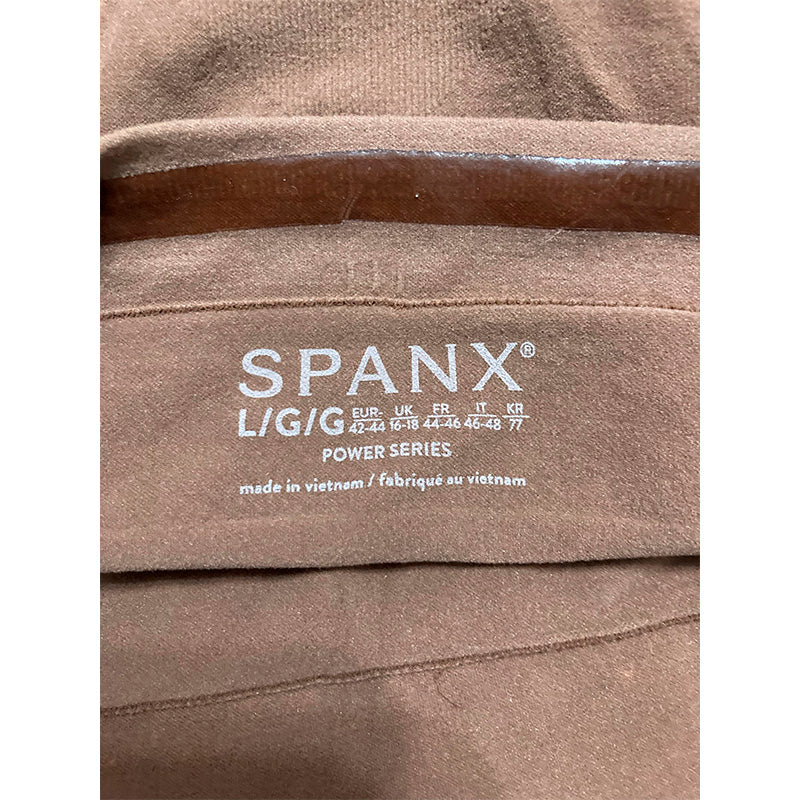 SPANX®
L/G/G EUR- 42-44 UK 16-18 FR 44-46 IT 46-48 KR 77
POWER SERIES
made in vietnam / fabriqué au vietnam